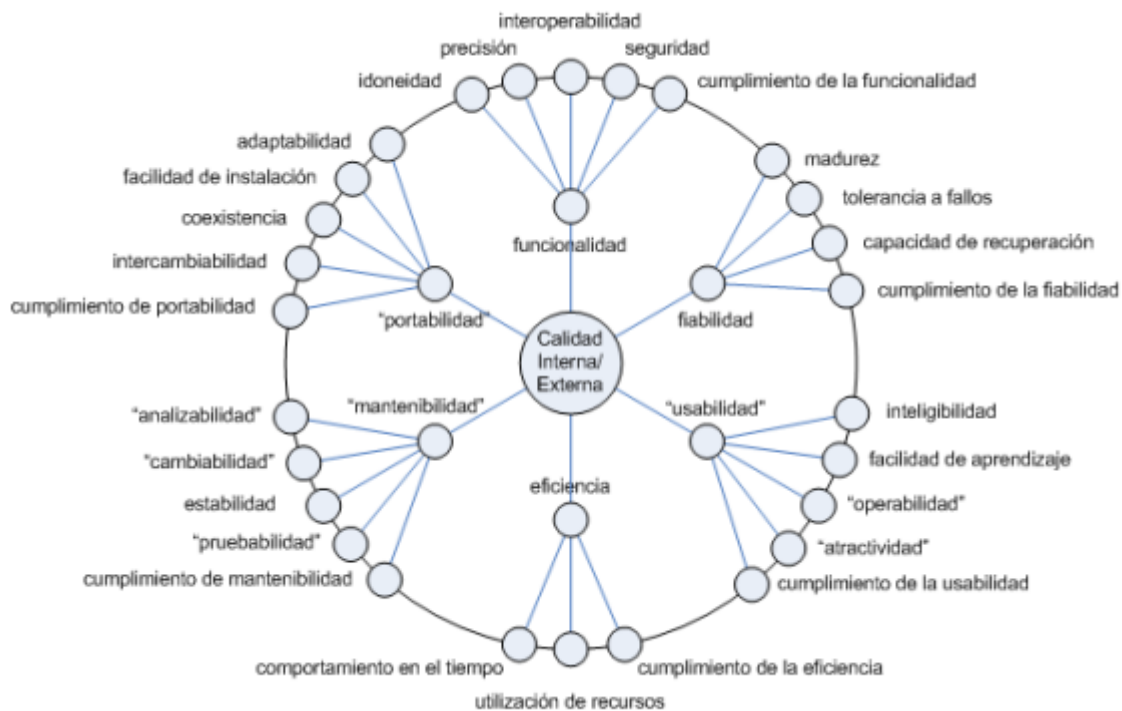 interoperabilidad
precisión
seguridad
idoneidad
cumplimiento de la funcionalidad
adaptabilidad
madurez
facilidad de instalación
tolerancia a fallos
coexistencia
capacidad de recuperación
funcionalidad
intercambiabilidad
cumplimiento de la fiabilidad
cumplimiento de portabilidad
"portabilidad"
fiabilidad
Calidad
Interna/
Externa
"analizabilidad"
"mantenibilidad"
"usabilidad"
inteligibilidad
"cambiabilidad"
facilidad de aprendizaje
eficiencia
estabilidad
"operabilidad"
"pruebabilidad"
"atractividad"
cumplimiento de mantenibilidad
cumplimiento de la usabilidad
comportamiento en el tiempo
cumplimiento de la eficiencia
utilización de recursos